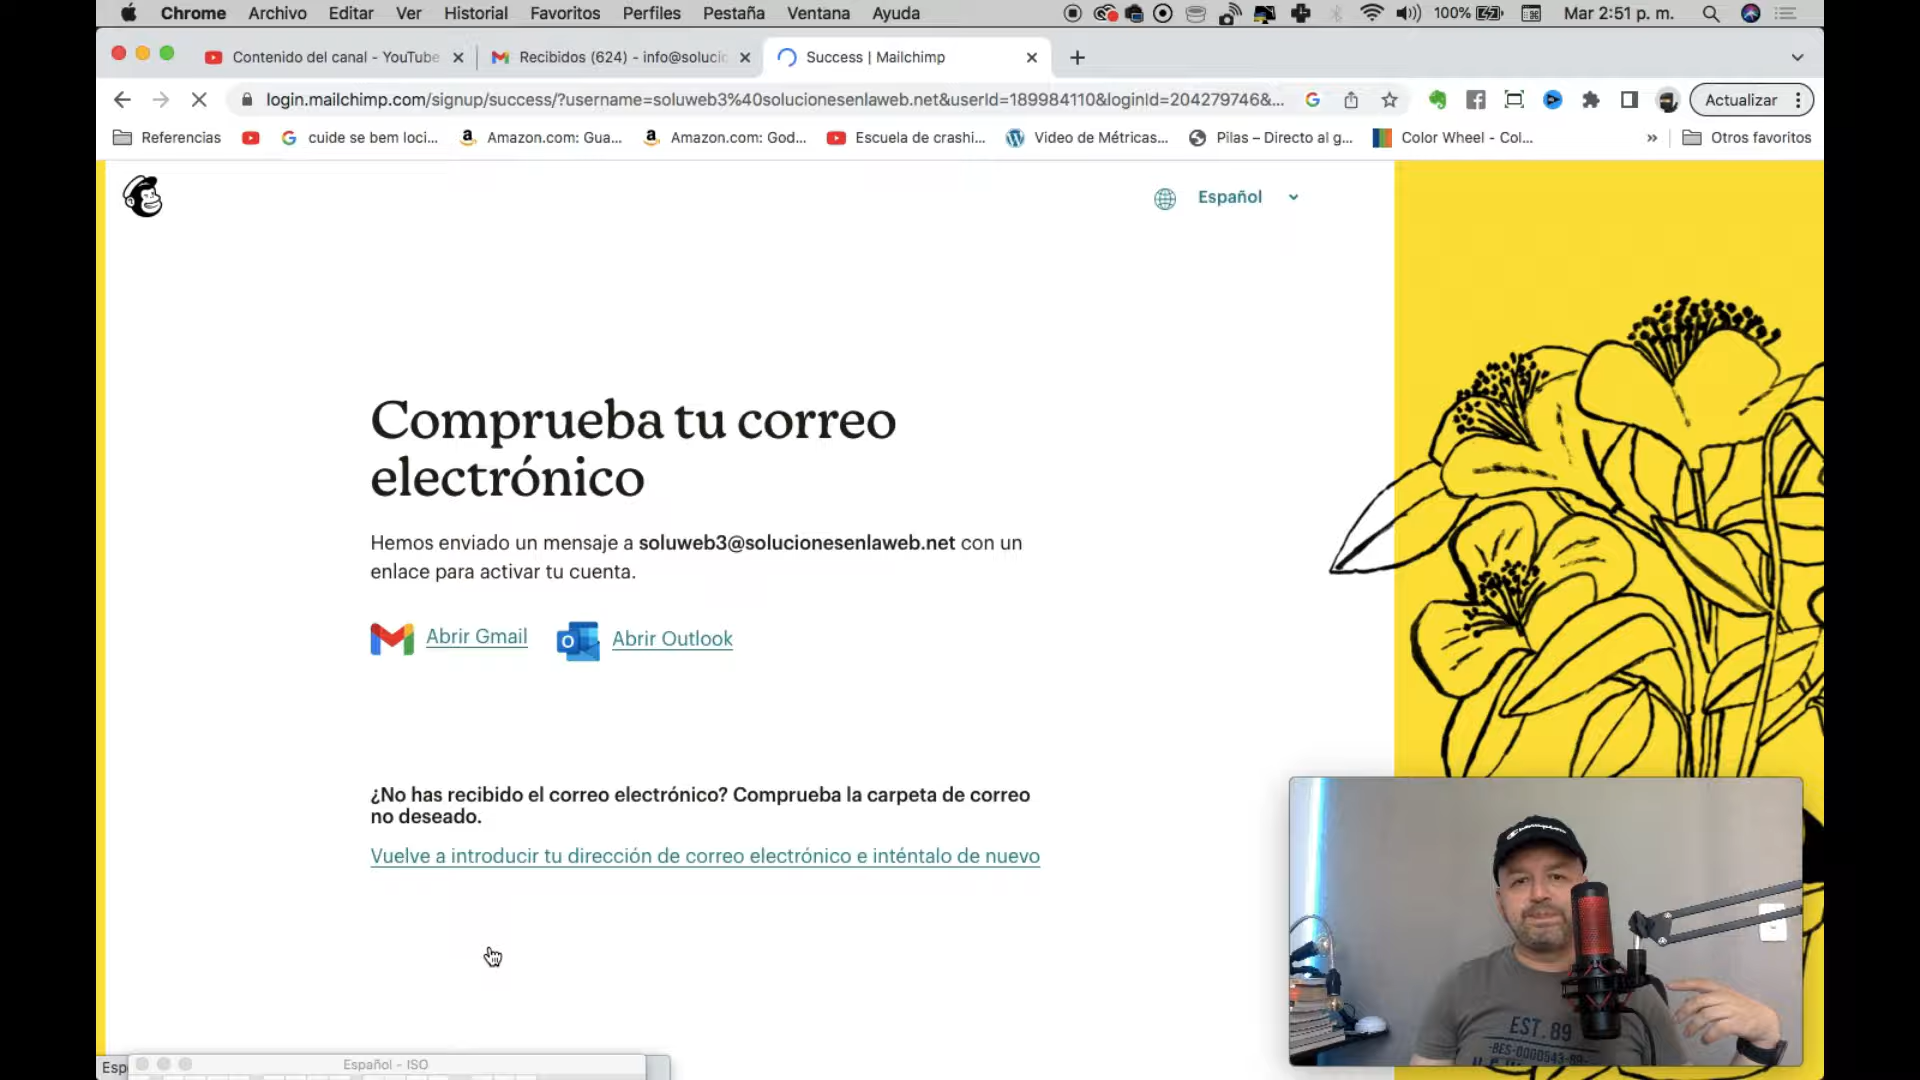 Chrome Archivo Editar Ver Historial Favoritos Perfiles Pestaña Ventana Ayuda 100% Mar 2:51 p. m.
Contenido del canal - YouTube Recibidos (624) - info@soluci Success | Mailchimp
login.mailchimp.com/signup/success/?username=soluweb3%40solucionesenlaweb.net&userId=189984110&loginId=204279746&... Actualizar
Referencias cuide se bem loci... Amazon.com: Gua... Amazon.com: God... Escuela de crashi... Video de Métricas... Pilas – Directo al g... Color Wheel - Col... » Otros favoritos
Español
Comprueba tu correo
electrónico
Hemos enviado un mensaje a soluweb3@solucionesenlaweb.net con un
enlace para activar tu cuenta.
Abrir Gmail Abrir Outlook
¿No has recibido el correo electrónico? Comprueba la carpeta de correo
no deseado.
Vuelve a introducir tu dirección de correo electrónico e inténtalo de nuevo
Champion
EST. 89
-BES-0000543-89-
Esp Español - ISO